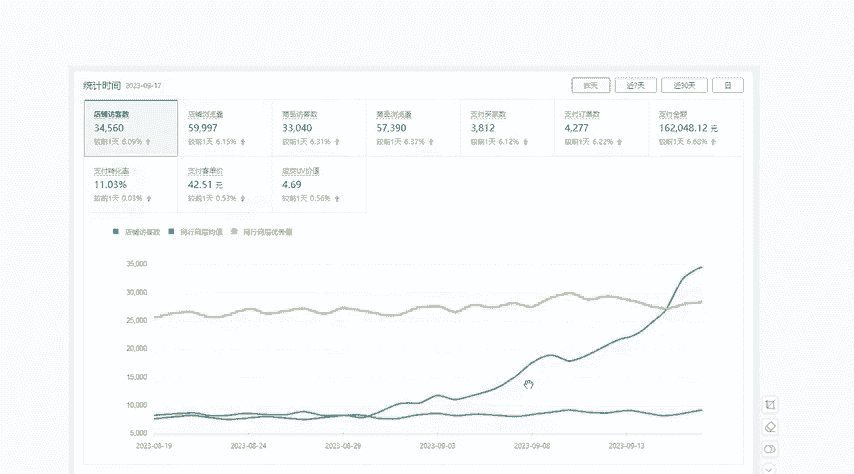 统计时间 2023-09-17
昨天 近7天 近30天 日
店铺访客数 店铺浏览量 商品访客数 商品浏览量 支付买家数 支付订单数 支付金额
34,560 59,997 33,040 57,390 3,812 4,277 162,048.12 元
较前1天 6.09% 较前1天 6.15% 较前1天 6.31% 较前1天 6.37% 较前1天 6.12% 较前1天 6.22% 较前1天 6.68%
支付转化率 支付客单价 成交UV价值
11.03% 42.51 元 4.69
较前1天 0.03% 较前1天 0.53% 较前1天 0.56%
店铺访客数 同行同层均值 同行同层优秀值
35,000
30,000
25,000
20,000
15,000
10,000
5,000
2023-08-19 2023-08-24 2023-08-29 2023-09-03 2023-09-08 2023-09-13